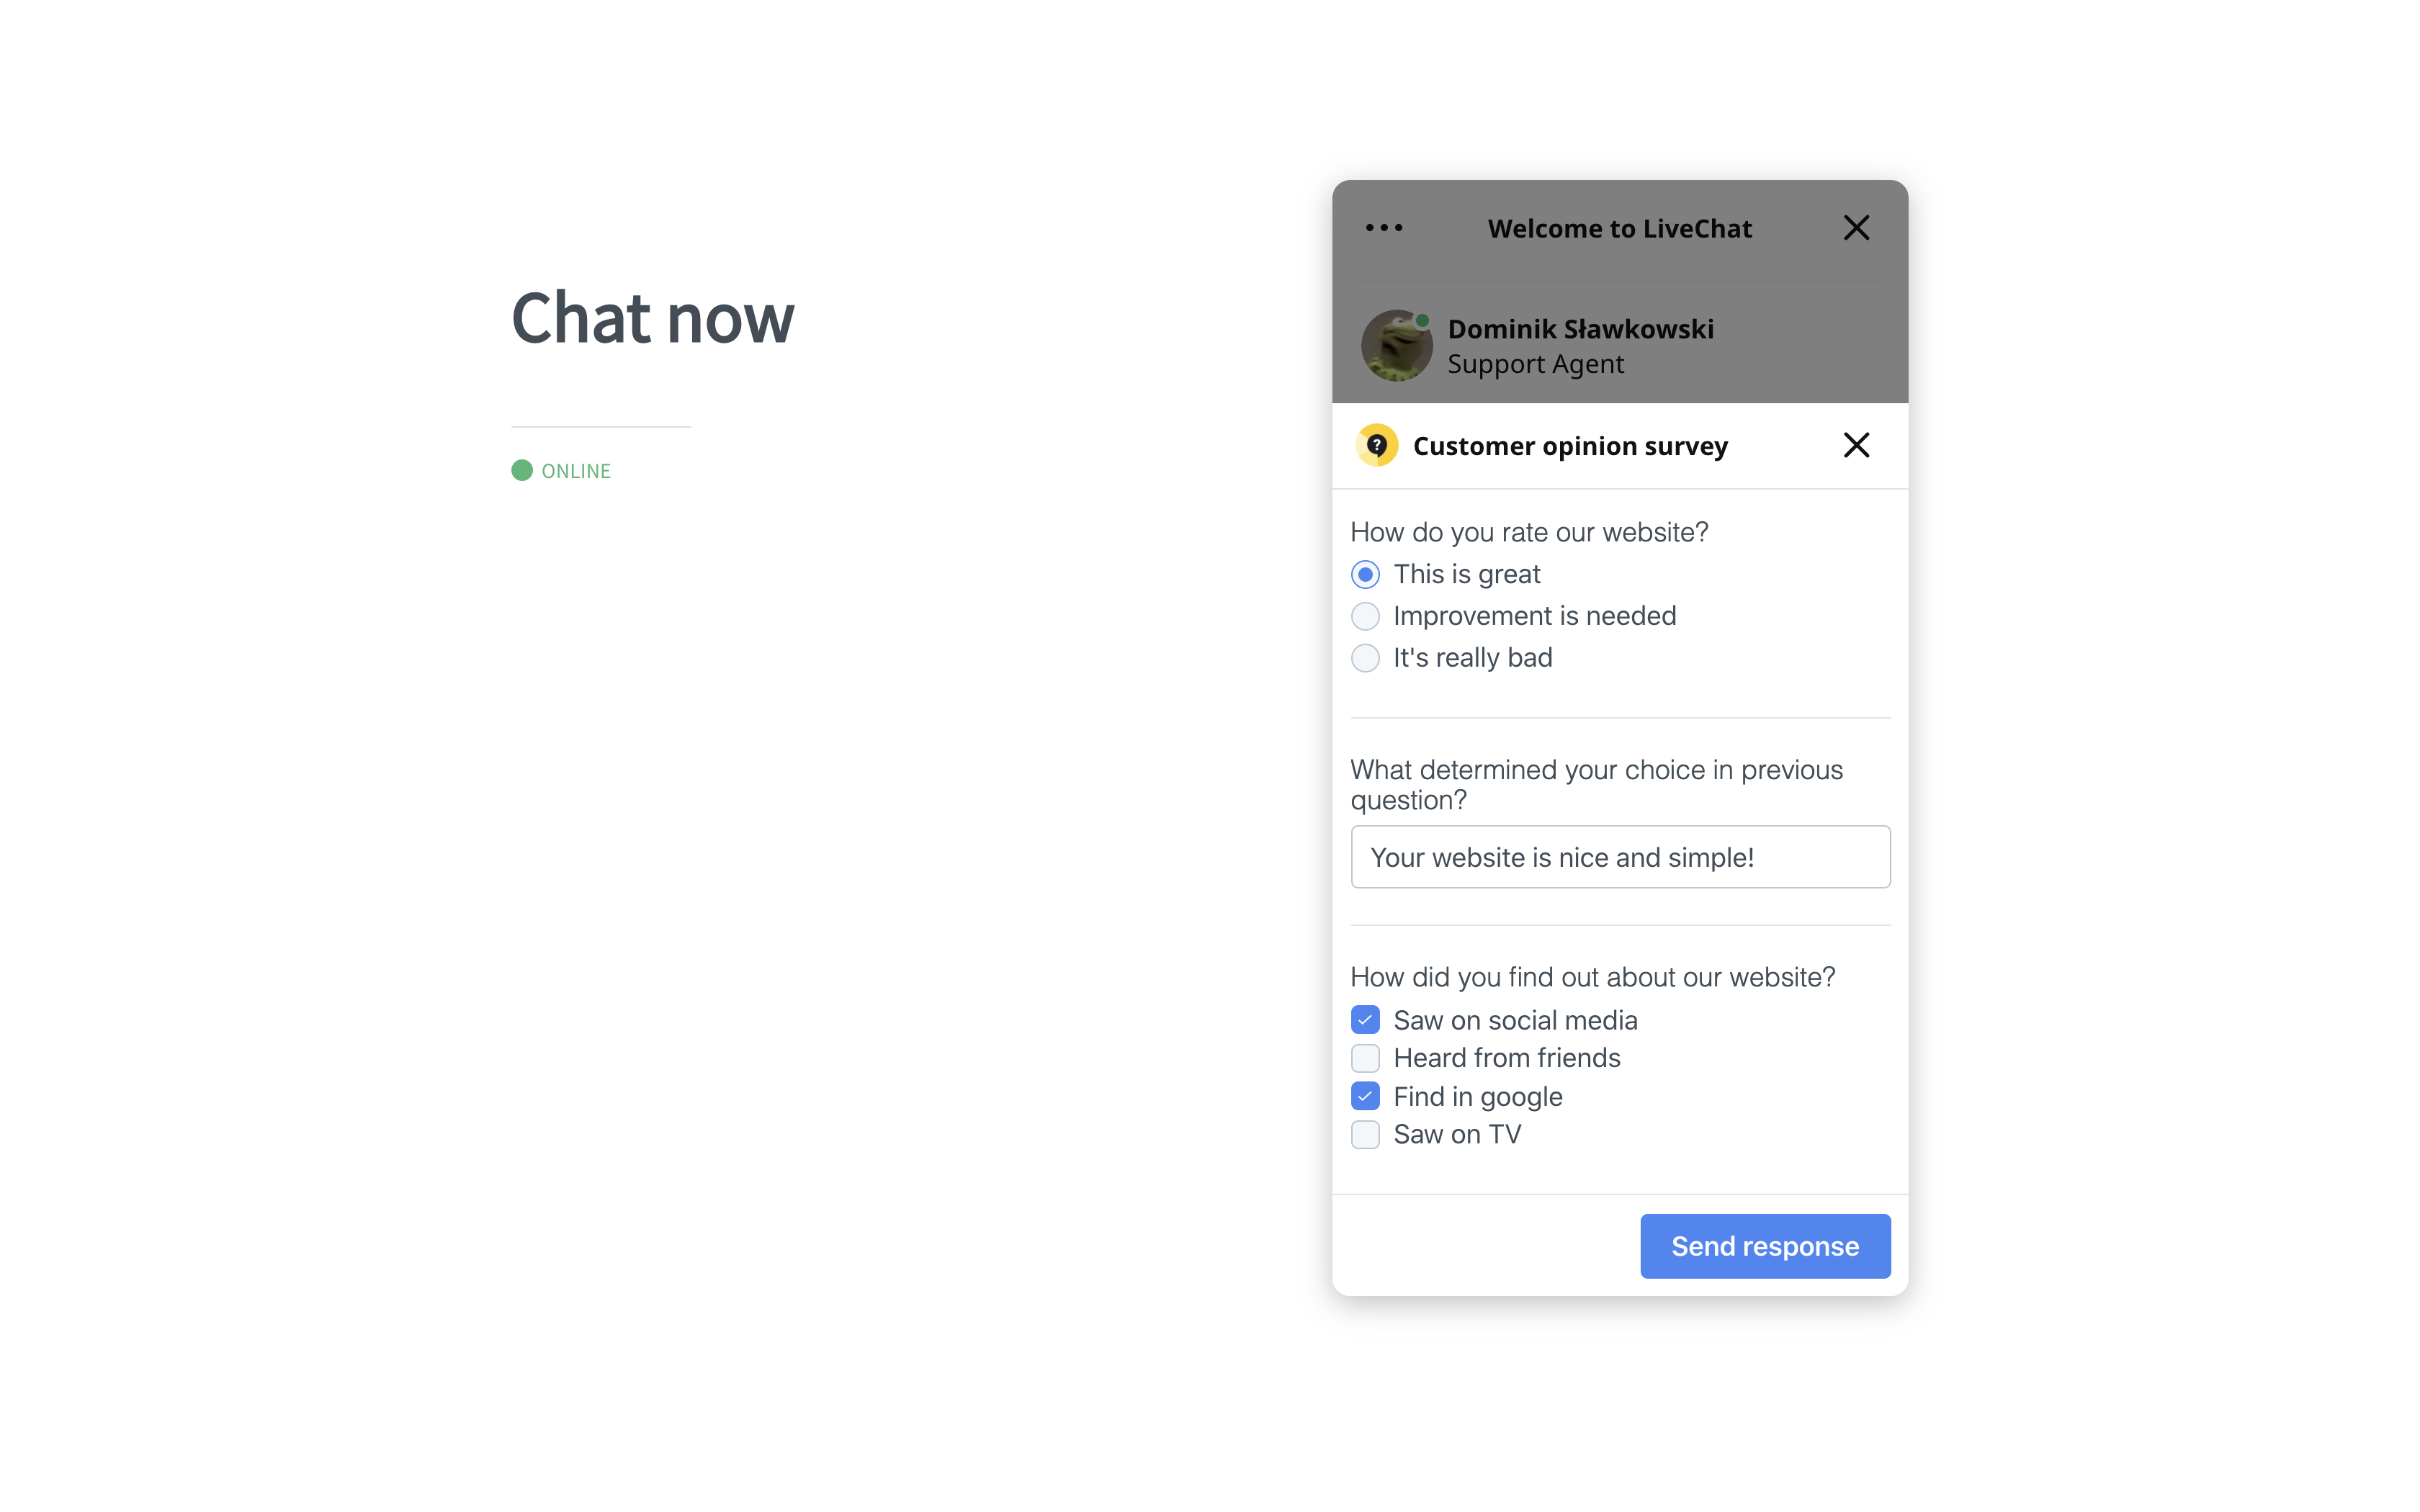 Chat now
ONLINE
Welcome to LiveChat
Dominik Sławkowski
Support Agent
?
Customer opinion survey
How do you rate our website?
This is great
Improvement is needed
It's really bad
What determined your choice in previous
question?
Your website is nice and simple!
How did you find out about our website?
Saw on social media
Heard from friends
Find in google
Saw on TV
Send response